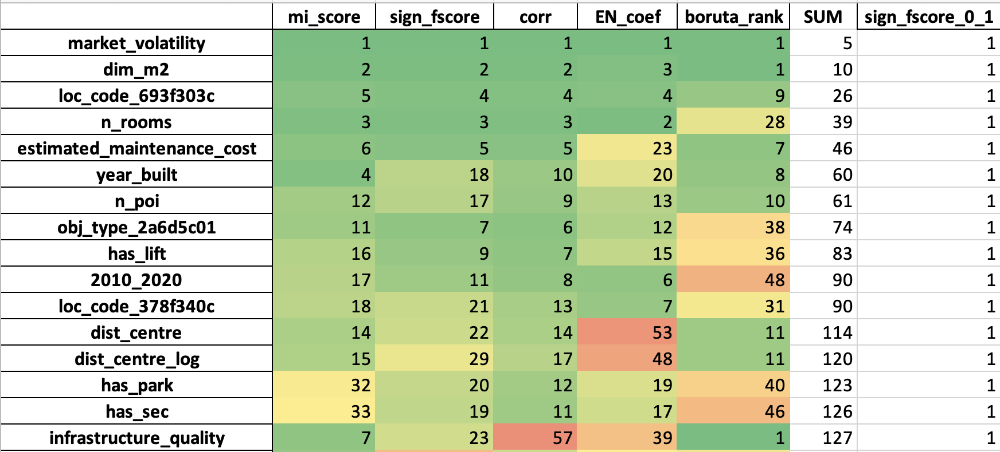 mi_score sign_fscore corr EN_coef boruta_rank SUM sign_fscore_0_1
market_volatility 1 1 1 1 1 5 1
dim_m2 2 2 2 3 1 10 1
loc_code_693f303c 5 4 4 4 9 26 1
n_rooms 3 3 3 2 28 39 1
estimated_maintenance_cost 6 5 5 23 7 46 1
year_built 4 18 10 20 8 60 1
n_poi 12 17 9 13 10 61 1
obj_type_2a6d5c01 11 7 6 12 38 74 1
has_lift 16 9 7 15 36 83 1
2010_2020 17 11 8 6 48 90 1
loc_code_378f340c 18 21 13 7 31 90 1
dist_centre 14 22 14 53 11 114 1
dist_centre_log 15 29 17 48 11 120 1
has_park 32 20 12 19 40 123 1
has_sec 33 19 11 17 46 126 1
infrastructure_quality 7 23 57 39 1 127 1